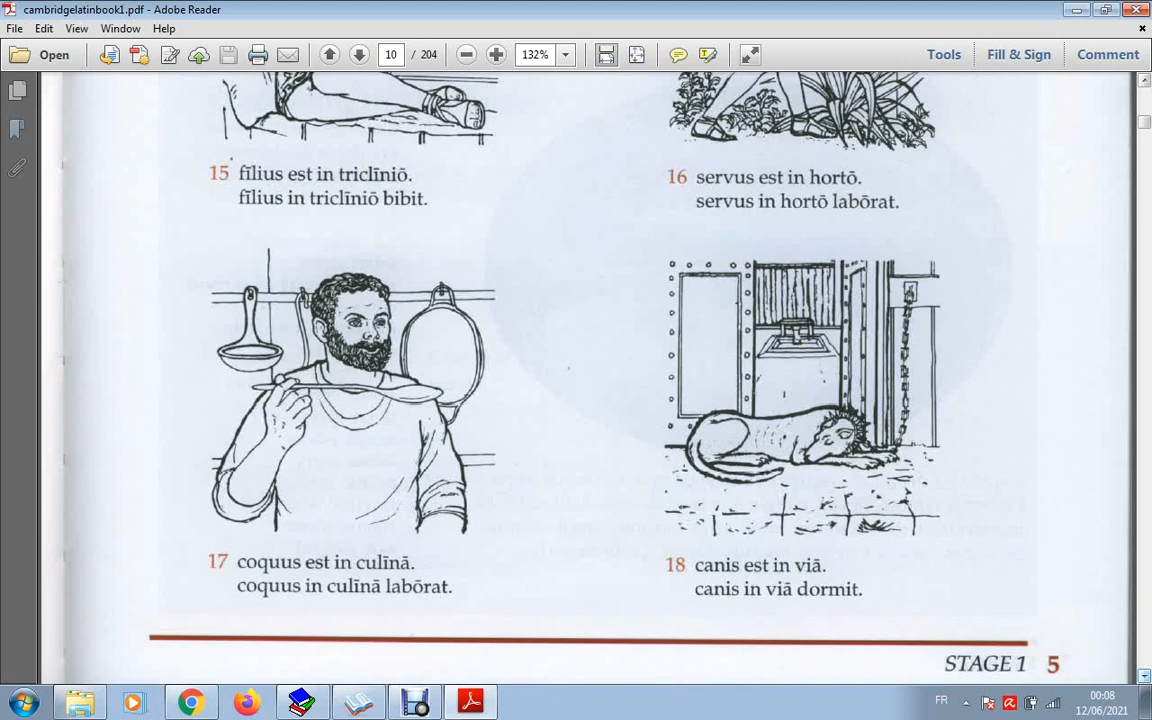 cambridgelatinbook1.pdf - Adobe Reader
File Edit View Window Help
Open 10 / 204 132% Tools Fill & Sign Comment
15 fīlius est in triclīniō.
fīlius in triclīniō bibit.
16 servus est in hortō.
servus in hortō labōrat.
17 coquus est in culīnā.
coquus in culīnā labōrat.
18 canis est in viā.
canis in viā dormit.
STAGE 1 5
FR 00:08
12/06/2021